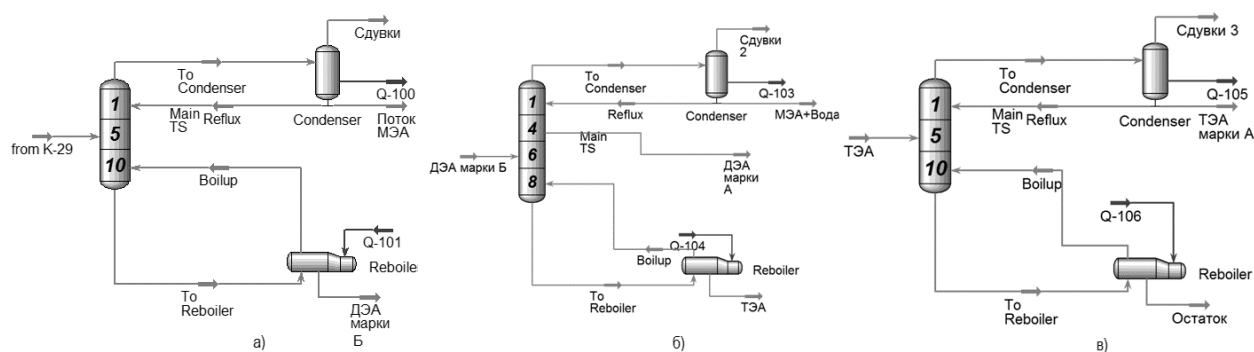 Сдувки
To
Condenser
Q-100
1
Main
TS
Reflux
Condenser
Поток
МЭА
from K-29
5
10
Boilup
Q-101
Reboile
To
Reboiler
ДЭА
марки
Б
а)
Сдувки
2
To
Condenser
Q-103
1
Reflux
Condenser
МЭА+Вода
4
Main
TS
ДЭА марки Б
6
ДЭА
марки
А
8
Q-104
Boilup
Reboiler
To
Reboiler
ТЭА
б)
Сдувки 3
To
Condenser
Q-105
1
Main
TS
Reflux
Condenser
ТЭА
марки А
ТЭА
5
10
Boilup
Q-106
Reboiler
To
Reboiler
Остаток
в)